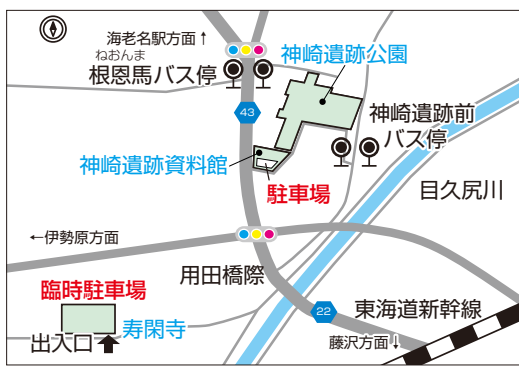 海老名駅方面↑
ねおんま
根恩馬バス停
神崎遺跡公園
43
神崎遺跡前
バス停
神崎遺跡資料館
駐車場
目久尻川
←伊勢原方面
用田橋際
臨時駐車場
寿閑寺
出入口
22
東海道新幹線
藤沢方面↓